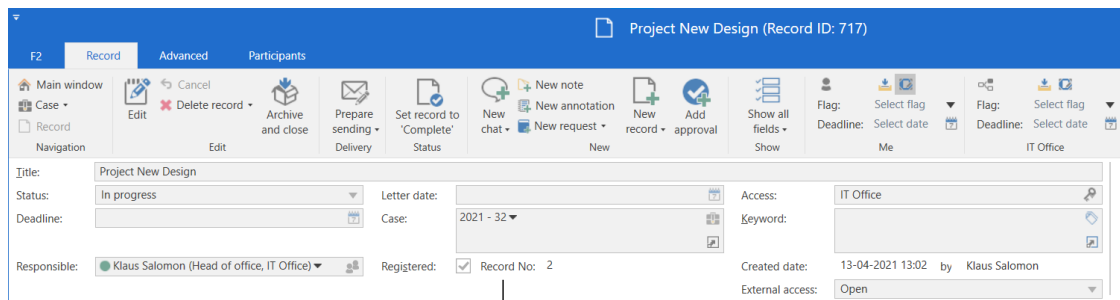 Project New Design (Record ID: 717)
F2 Record Advanced Participants
Main window
Case
Record
Navigation
Edit
Cancel
Delete record
Archive and close
Edit
Prepare sending
Delivery
Set record to 'Complete'
Status
New chat
New note
New annotation
New request
New record
Add approval
New
Show all fields
Show
Flag: Select flag
Deadline: Select date
Me
Flag: Select flag
Deadline: Select date
IT Office
Title: Project New Design
Status: In progress Letter date: Access: IT Office
Deadline: Case: 2021 - 32 Keyword:
Responsible: Klaus Salomon (Head of office, IT Office) Registered: Record No: 2 Created date: 13-04-2021 13:02 by Klaus Salomon
External access: Open